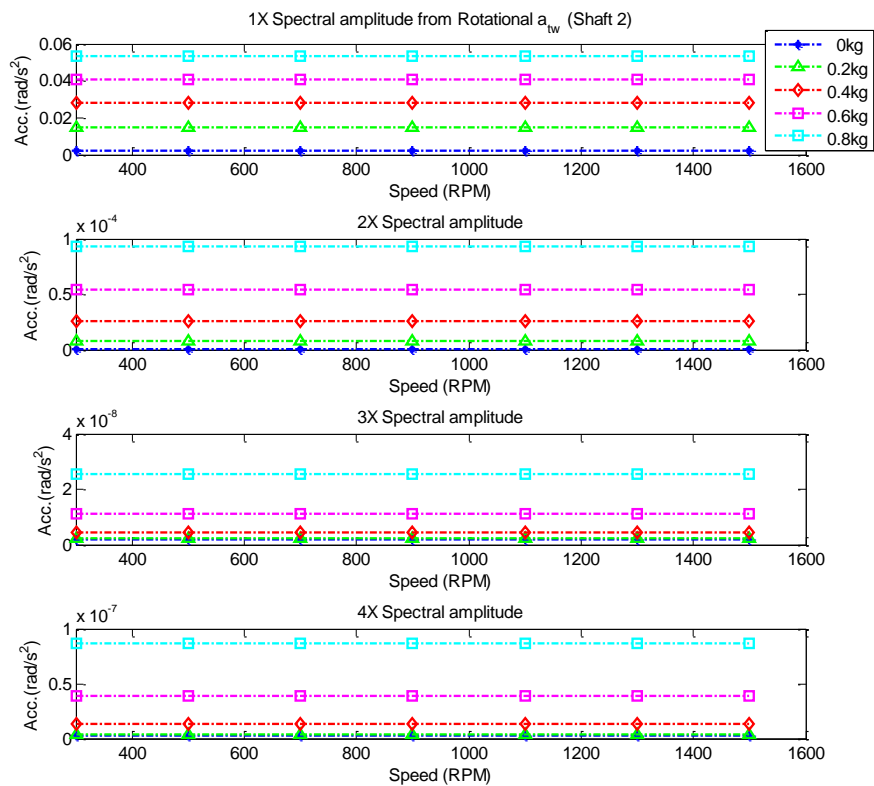 1X Spectral amplitude from Rotational a_tw (Shaft 2)
0.06
0.04
0.02
0
Acc.(rad/s²)
400 600 800 1000 1200 1400 1600
Speed (RPM)
0kg
0.2kg
0.4kg
0.6kg
0.8kg
2X Spectral amplitude
x 10⁻⁴
1
0.5
0
Acc.(rad/s²)
400 600 800 1000 1200 1400 1600
Speed (RPM)
3X Spectral amplitude
x 10⁻⁸
4
2
0
Acc.(rad/s²)
400 600 800 1000 1200 1400 1600
Speed (RPM)
4X Spectral amplitude
x 10⁻⁷
1
0.5
0
Acc.(rad/s²)
400 600 800 1000 1200 1400 1600
Speed (RPM)